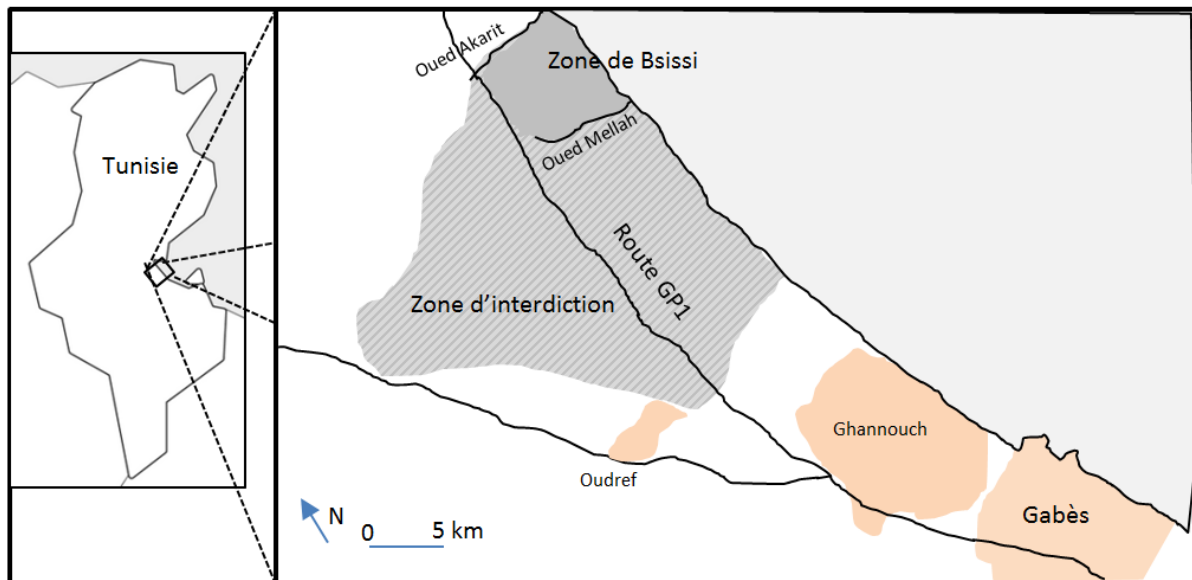 Oued Akarit
Zone de Bsissi
Oued Mellah
Tunisie
Route GP1
Zone d'interdiction
Ghannouch
Oudref
Gabès
N
0 5 km